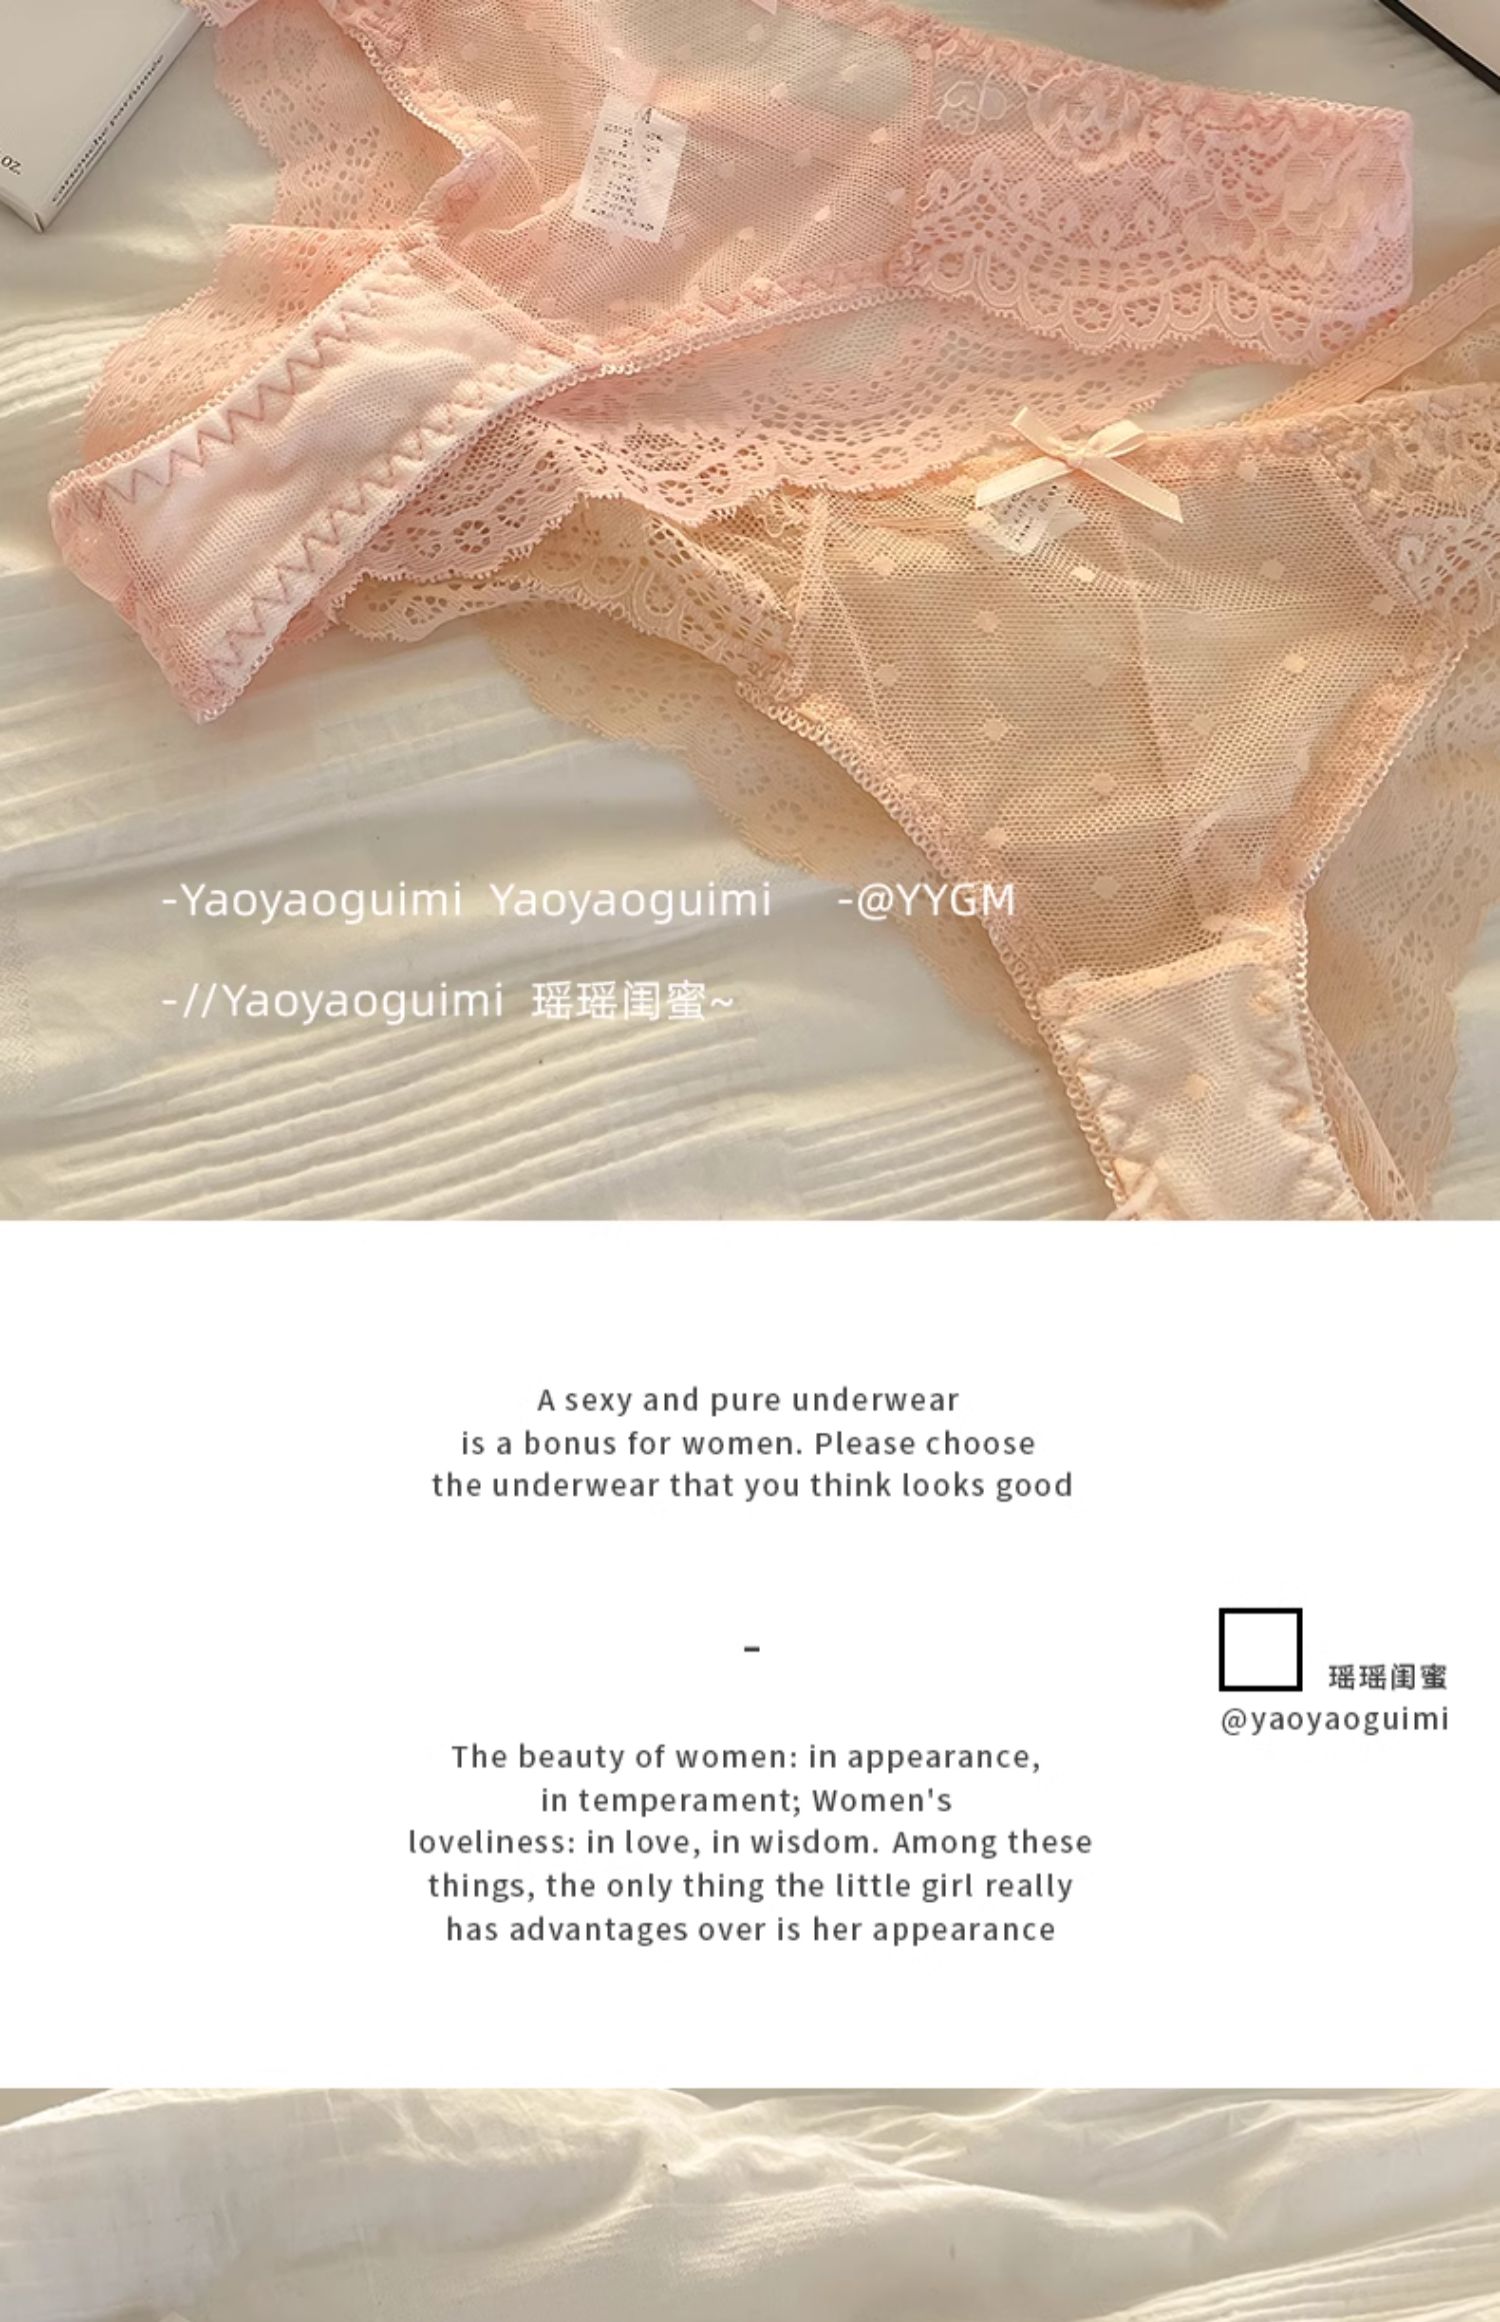 cartouche parfumée
OZ.
M
-Yaoyaoguimi Yaoyaoguimi -@YYGM
-//Yaoyaoguimi 瑶瑶闺蜜~
A sexy and pure underwear
is a bonus for women. Please choose
the underwear that you think looks good
-
瑶瑶闺蜜
@yaoyaoguimi
The beauty of women: in appearance,
in temperament; Women's
loveliness: in love, in wisdom. Among these
things, the only thing the little girl really
has advantages over is her appearance